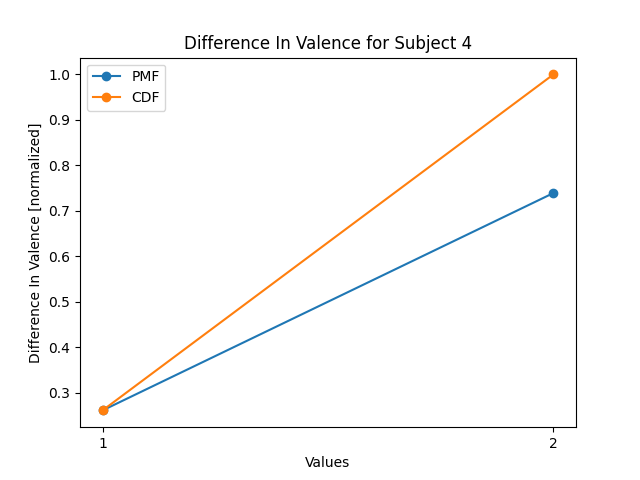 Difference In Valence for Subject 4
PMF
CDF
Difference In Valence [normalized]
1.0
0.9
0.8
0.7
0.6
0.5
0.4
0.3
1
2
Values